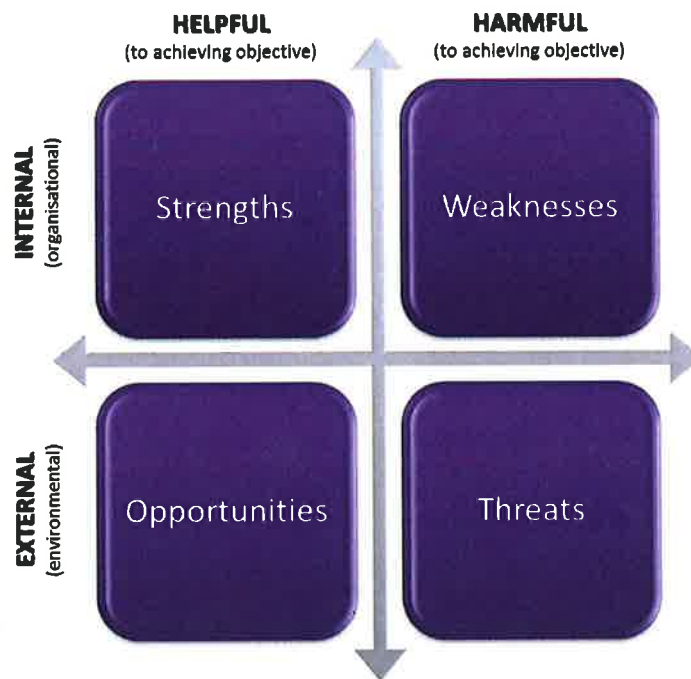 HELPFUL
(to achieving objective)
HARMFUL
(to achieving objective)
INTERNAL
(organisational)
Strengths
Weaknesses
EXTERNAL
(environmental)
Opportunities
Threats